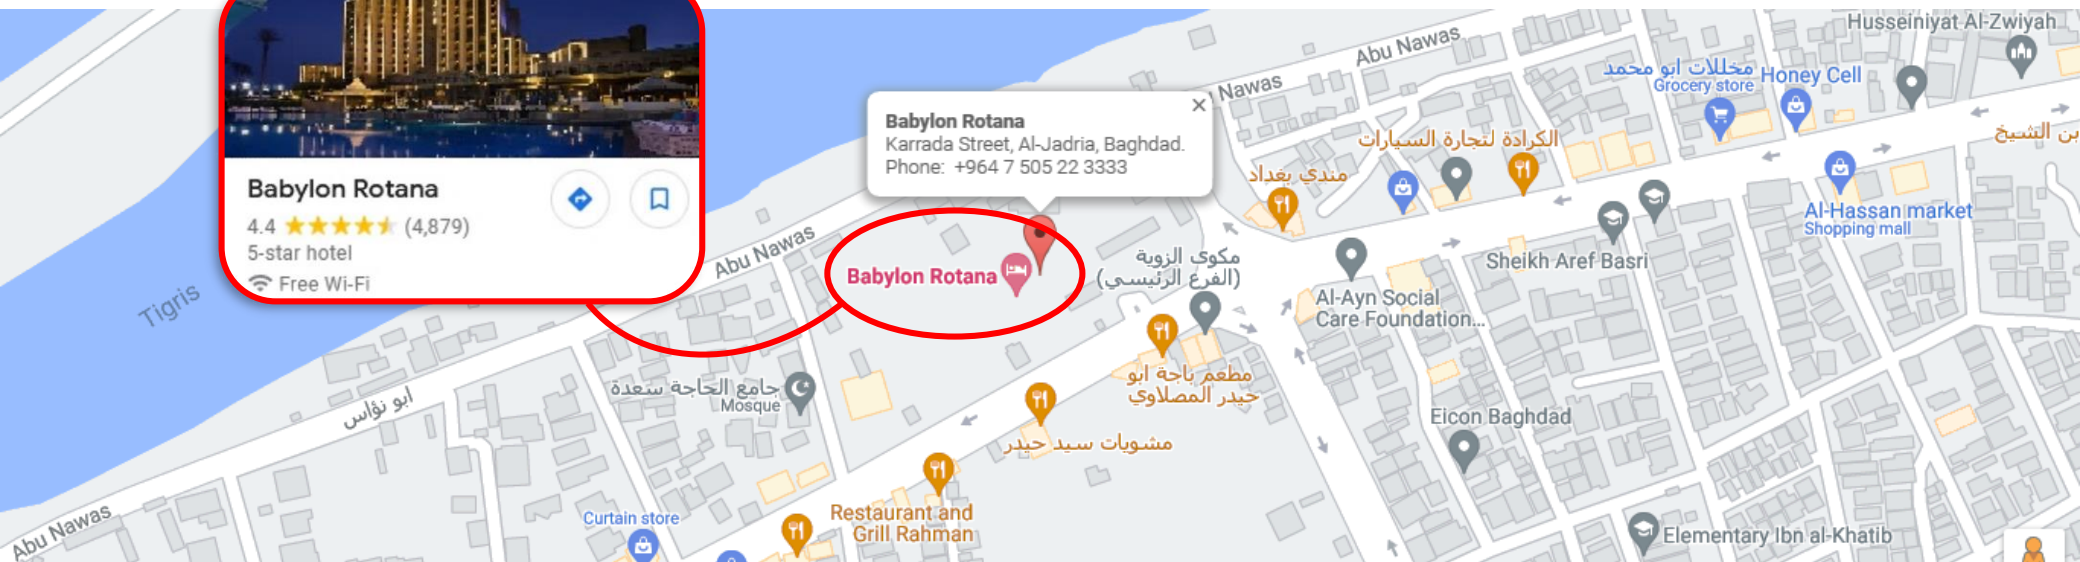 Husseiniyat Al-Zwiyah
Abu Nawas
مخللات ابو محمد
Grocery store
Honey Cell
Nawas
Babylon Rotana
Karrada Street, Al-Jadria, Baghdad.
Phone: +964 7 505 22 3333
الكرادة لتجارة السيارات
بن الشيخ
مندي بغداد
Babylon Rotana
4.4
(4,879)
5-star hotel
Free Wi-Fi
Al-Hassan market
Shopping mall
Abu Nawas
مكوى الزوية
(الفرع الرئيسي)
Sheikh Aref Basri
Babylon Rotana
Tigris
Al-Ayn Social
Care Foundation...
جامع الحاجة سعدة
Mosque
مطعم باجة ابو
حيدر المصلاوي
ابو نؤاس
Eicon Baghdad
مشويات سيد حيدر
Curtain store
Restaurant and
Grill Rahman
Abu Nawas
Elementary Ibn al-Khatib